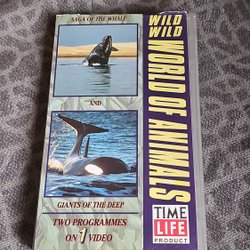 SAGA OF THE WHALE
AND
GIANTS OF THE DEEP
TWO PROGRAMMES
ON 1 VIDEO
WILD WILD
WORLD OF ANIMALS
TIME
LIFE
PRODUCT